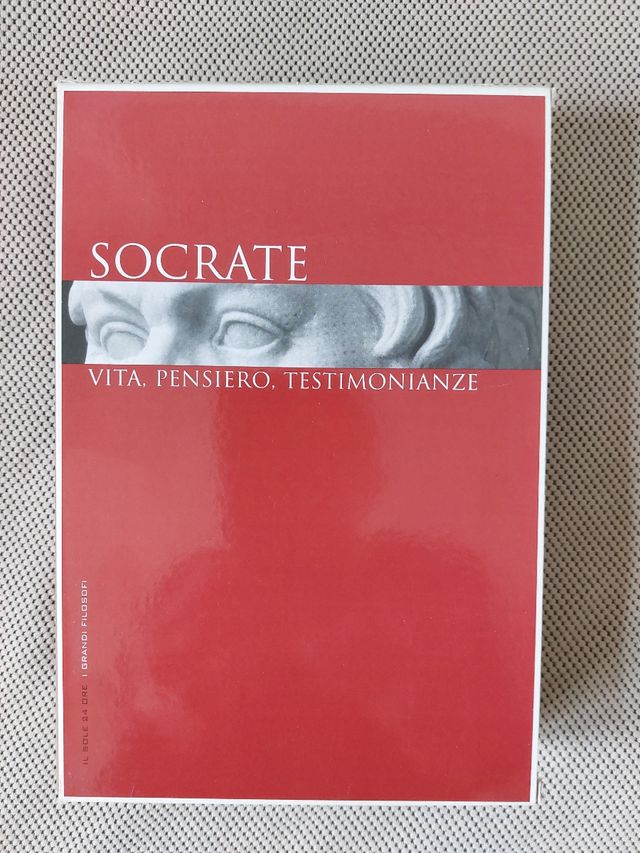 SOCRATE
VITA, PENSIERO, TESTIMONIANZE
IL SOLE 24 ORE I GRANDI FILOSOFI